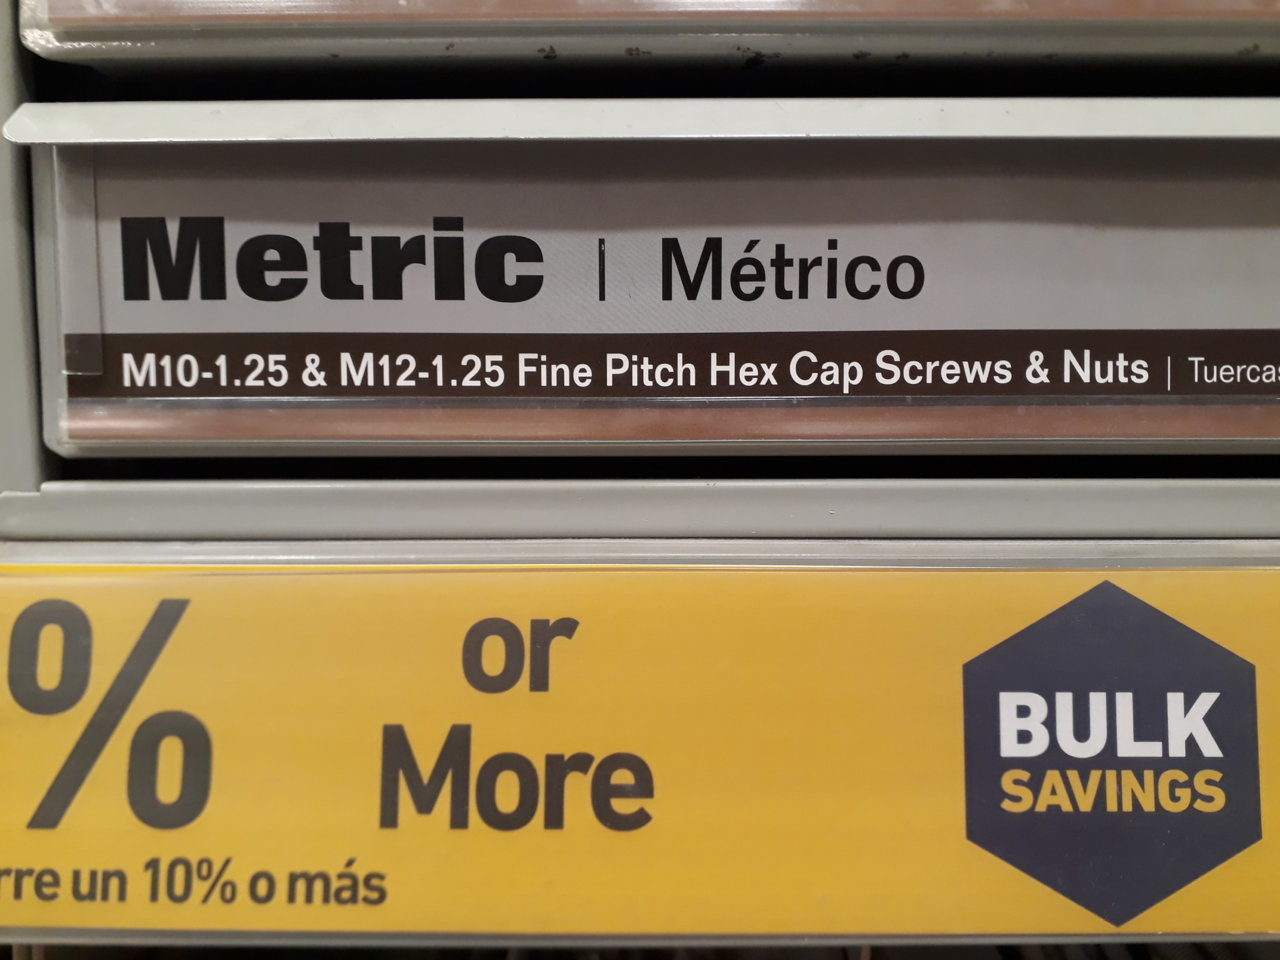 Metric | Métrico
M10-1.25 & M12-1.25 Fine Pitch Hex Cap Screws & Nuts | Tuercas
% or More
rre un 10% o más
BULK
SAVINGS